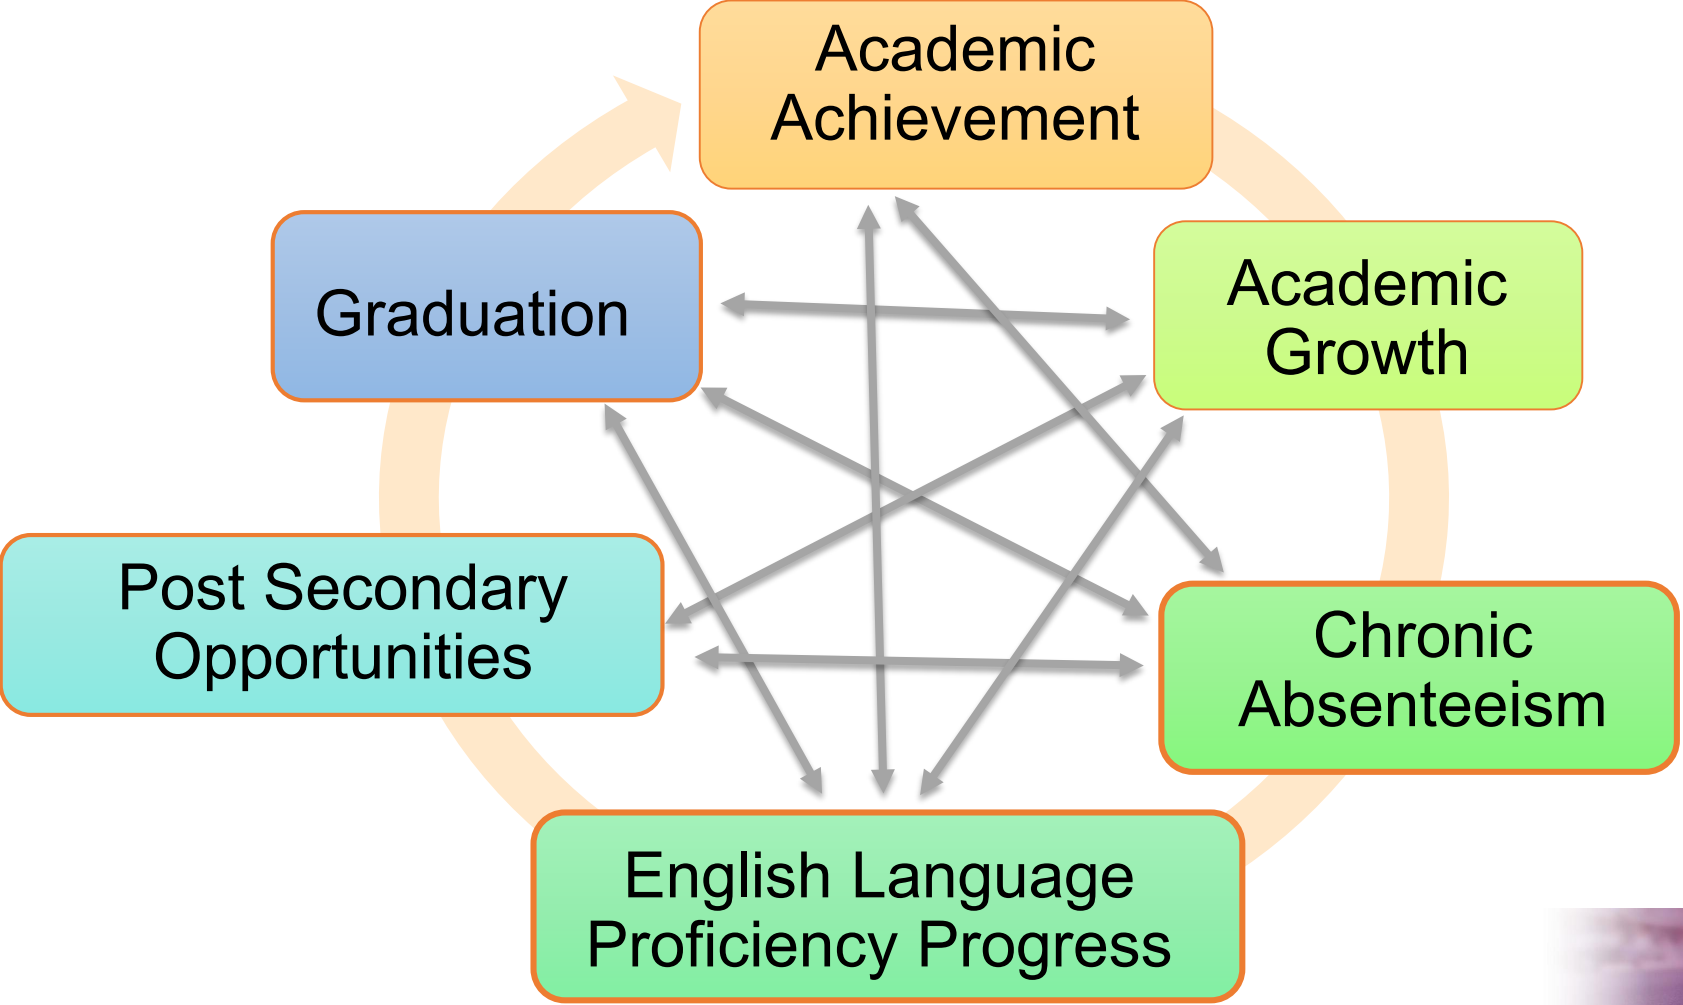 Academic
Achievement
Academic
Growth
Chronic
Absenteeism
English Language
Proficiency Progress
Post Secondary
Opportunities
Graduation